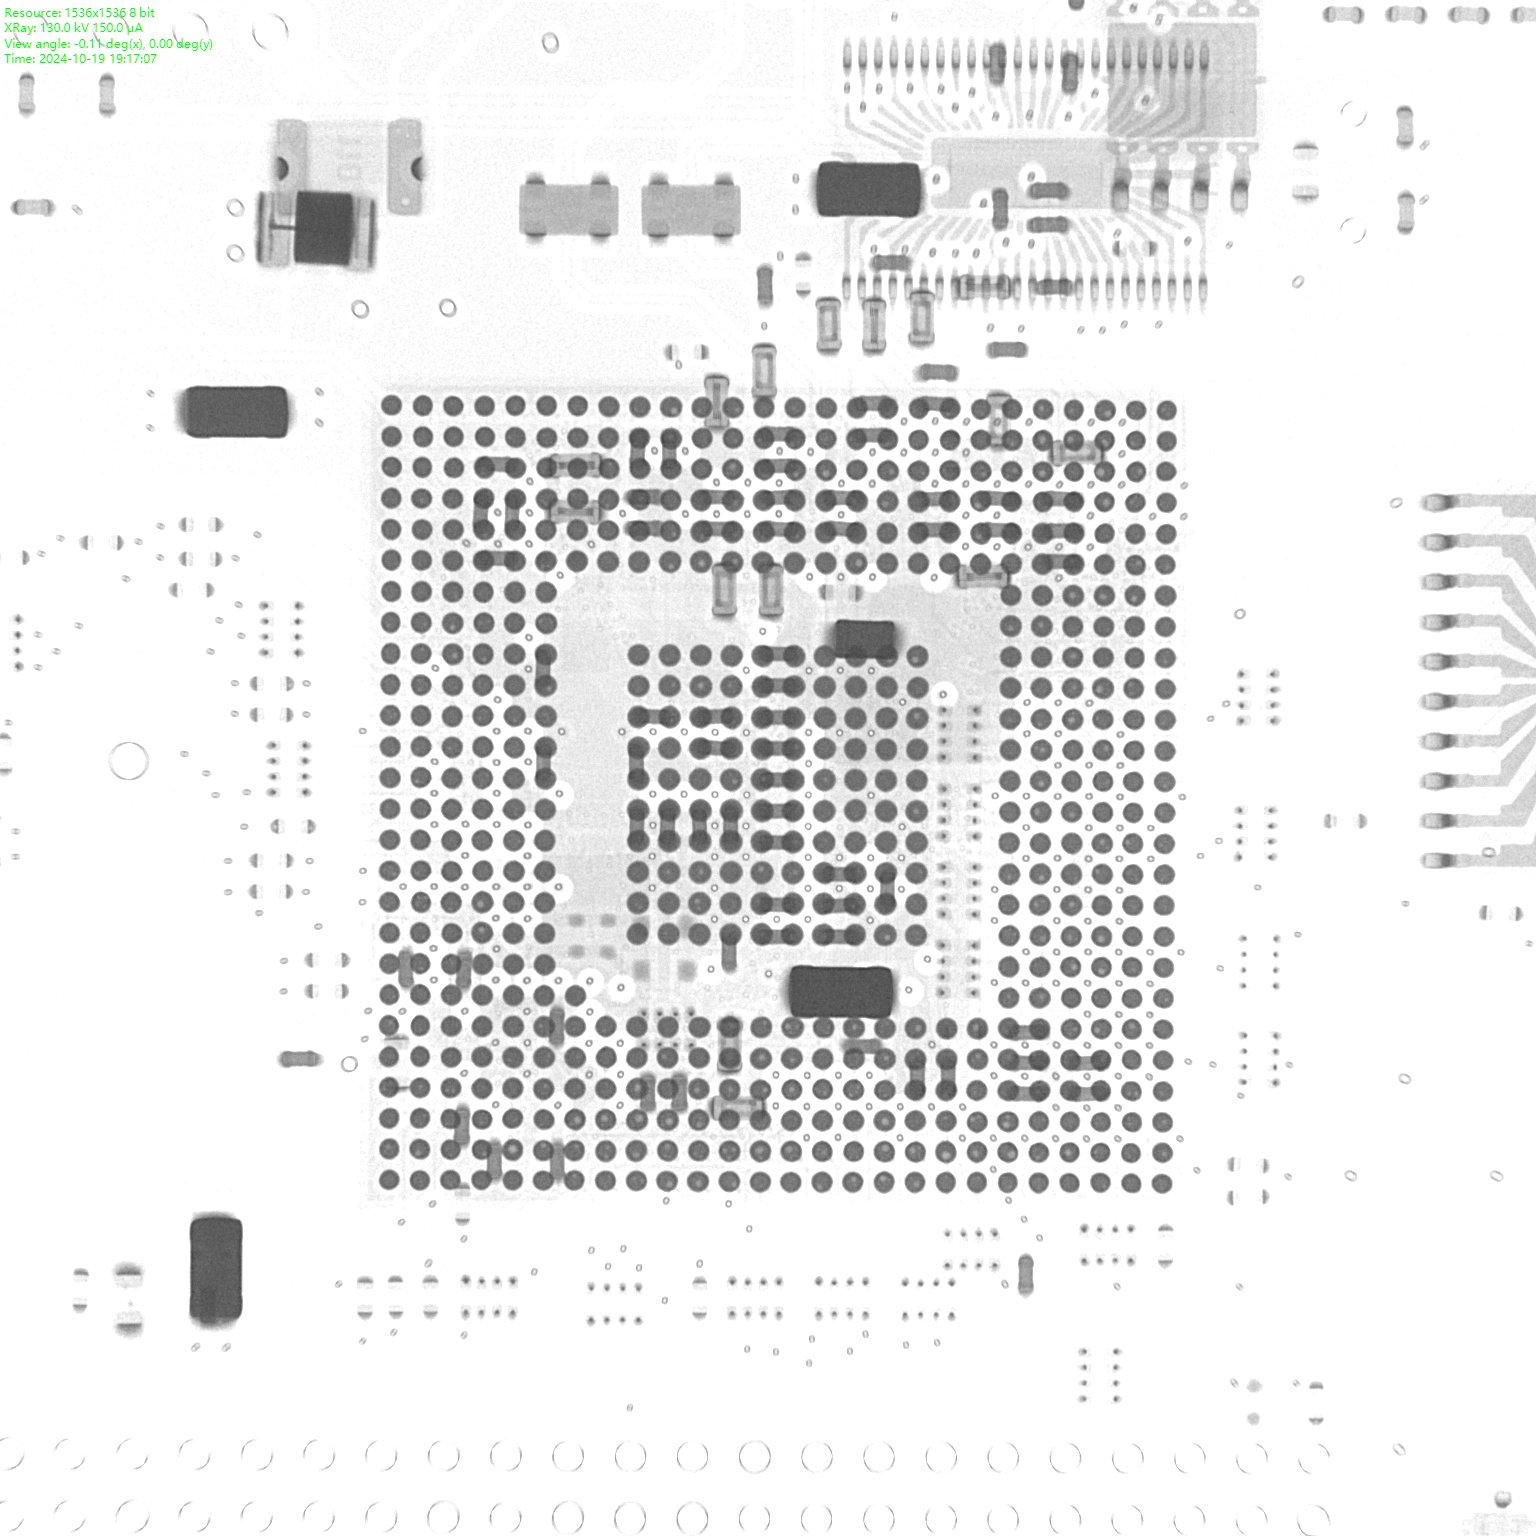 Resource: 1536x1536 8 bit
XRay: 130.0 kV 150.0 µA
View angle: -0.11 deg(x), 0.00 deg(y)
Time: 2024-10-19 19:17:07